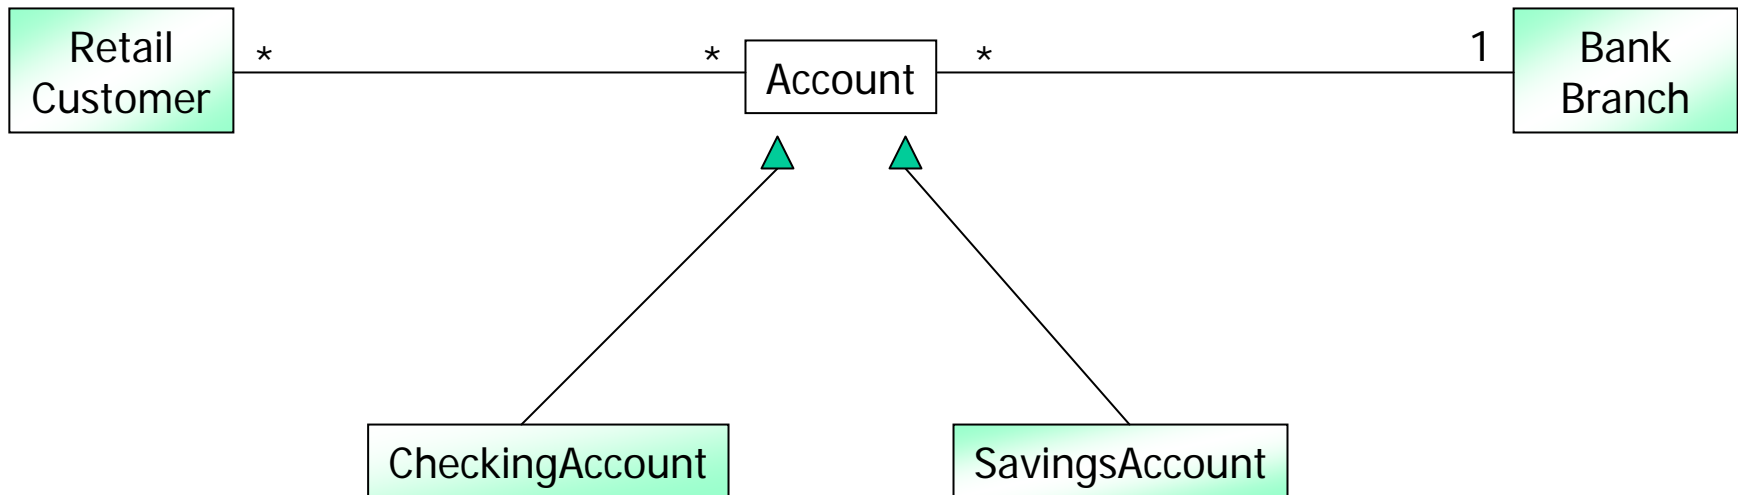 Retail
Customer
*
*
Account
*
1
Bank
Branch
CheckingAccount
SavingsAccount